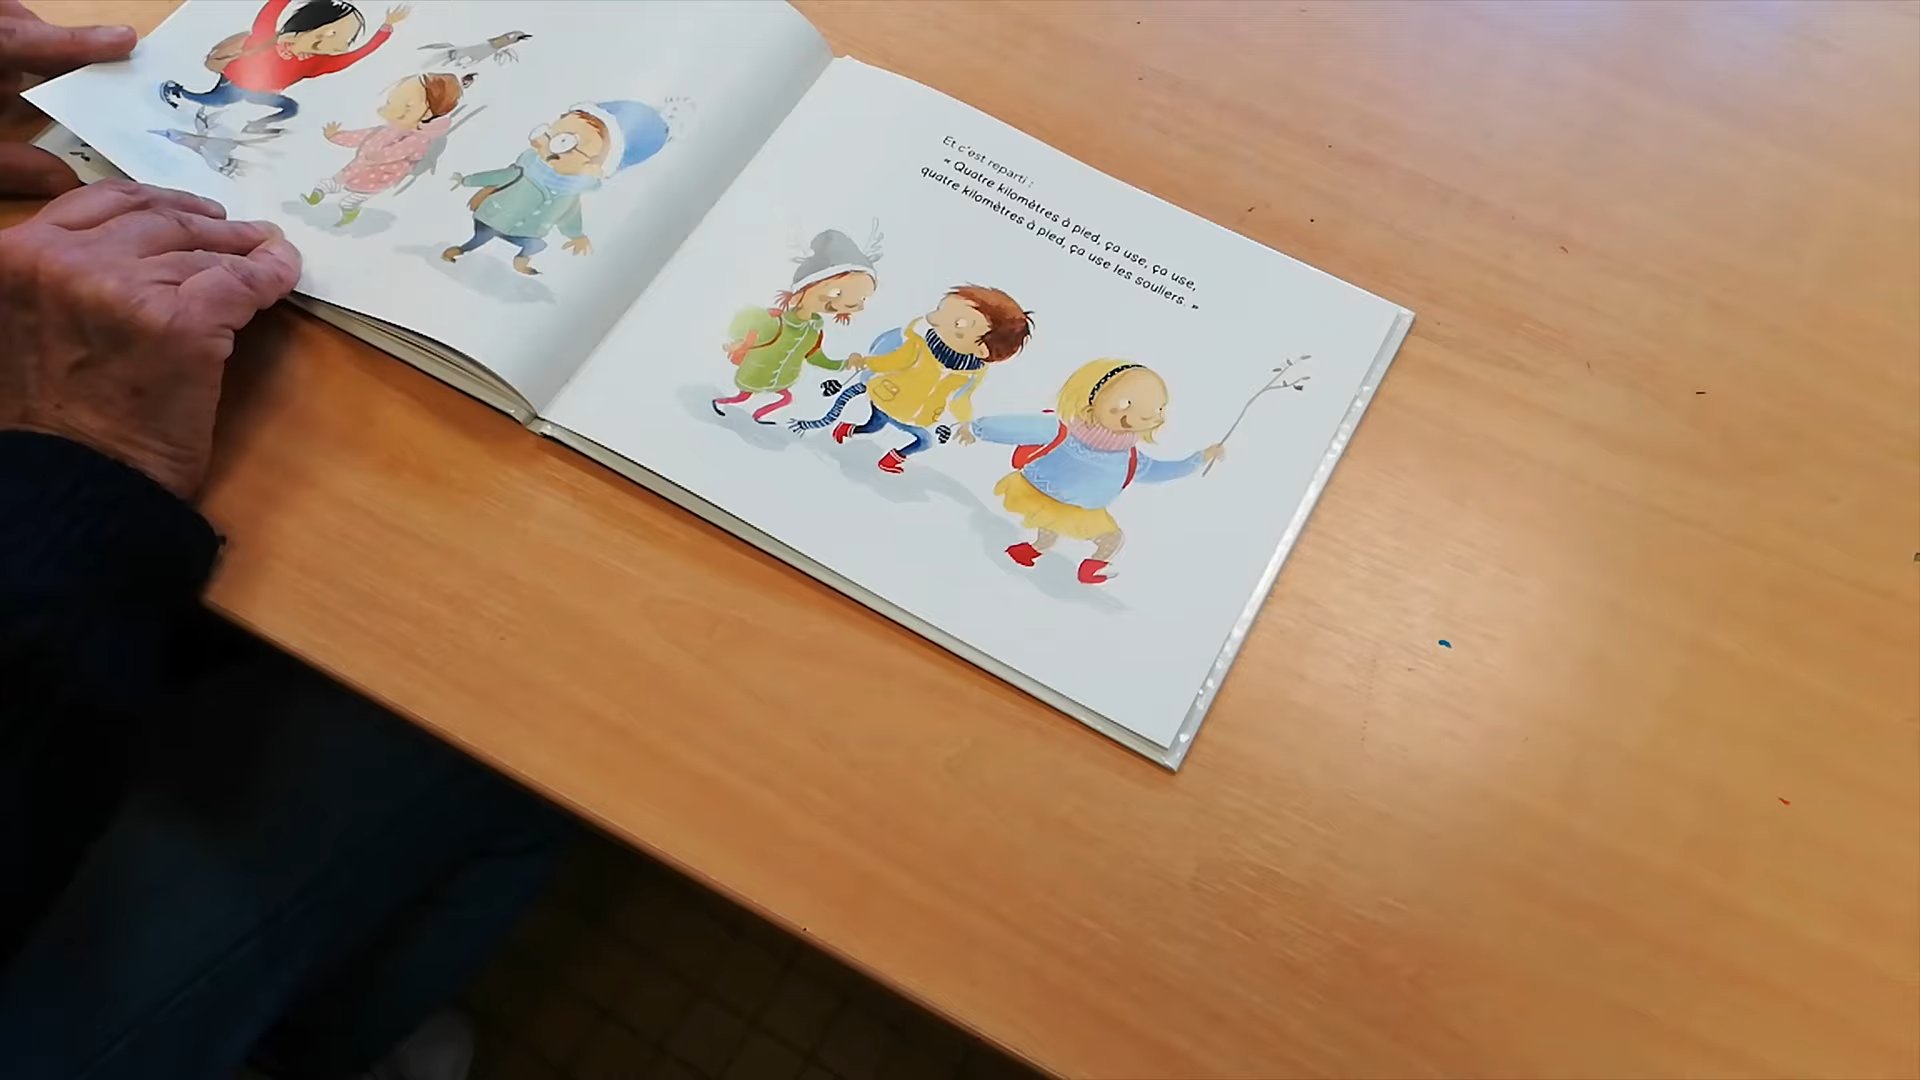 Et c'est reparti :
« Quatre kilomètres à pied, ça use, ça use,
quatre kilomètres à pied, ça use les souliers. »